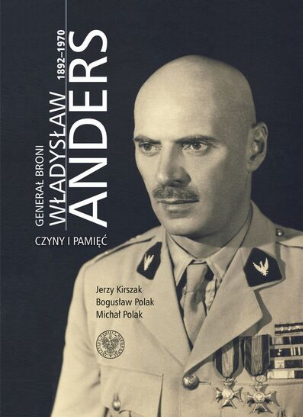 GENERAŁ BRONI
WŁADYSŁAW 1892–1970
ANDERS
CZYNY I PAMIĘĆ
Jerzy Kirszak
Bogusław Polak
Michał Polak